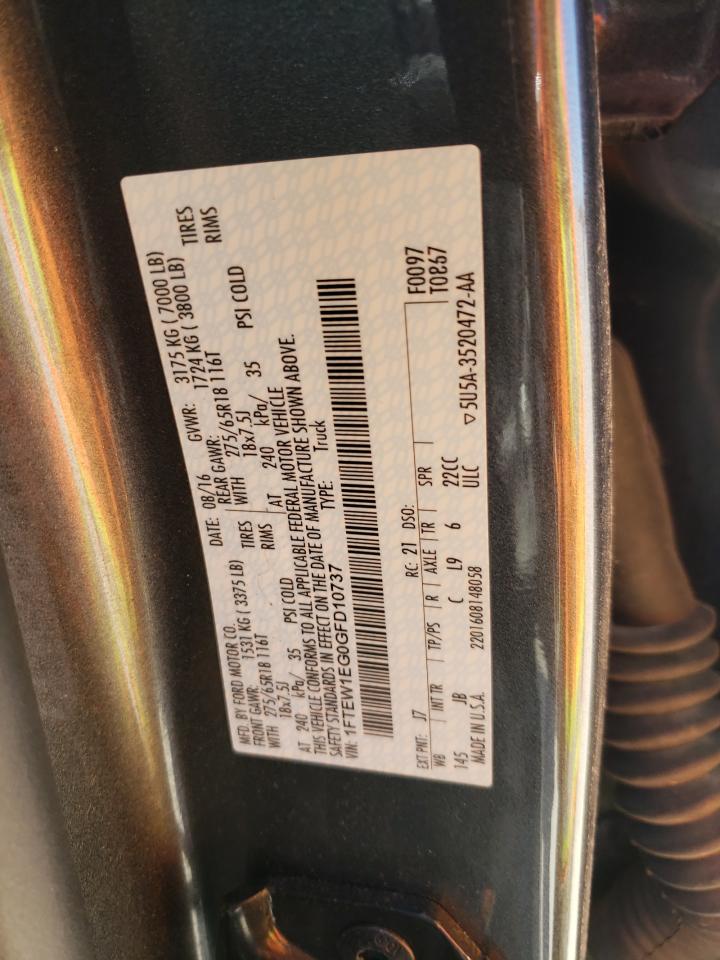 MFD. BY FORD MOTOR CO. DATE: 08/16 GVWR: 3175 KG ( 7000 LB)
FRONT GAWR: 1531 KG ( 3375 LB) REAR GAWR: 1724 KG ( 3800 LB)
WITH 275/65R18 116T TIRES WITH 275/65R18 116T TIRES
18x7.5J RIMS 18x7.5J RIMS
AT 240 kPa/ 35 PSI COLD AT 240 kPa/ 35 PSI COLD
THIS VEHICLE CONFORMS TO ALL APPLICABLE FEDERAL MOTOR VEHICLE
SAFETY STANDARDS IN EFFECT ON THE DATE OF MANUFACTURE SHOWN ABOVE.
VIN: 1FTEW1EG0GFD10737 TYPE: Truck
EXT PNT: J7 RC: 21 DSO: F0097
WB INT TR TP/PS R AXLE TR SPR T0867
145 JB C L9 6 22CC
MADE IN U.S.A. 2201608148058 ULC ▽5U5A-3520472-AA